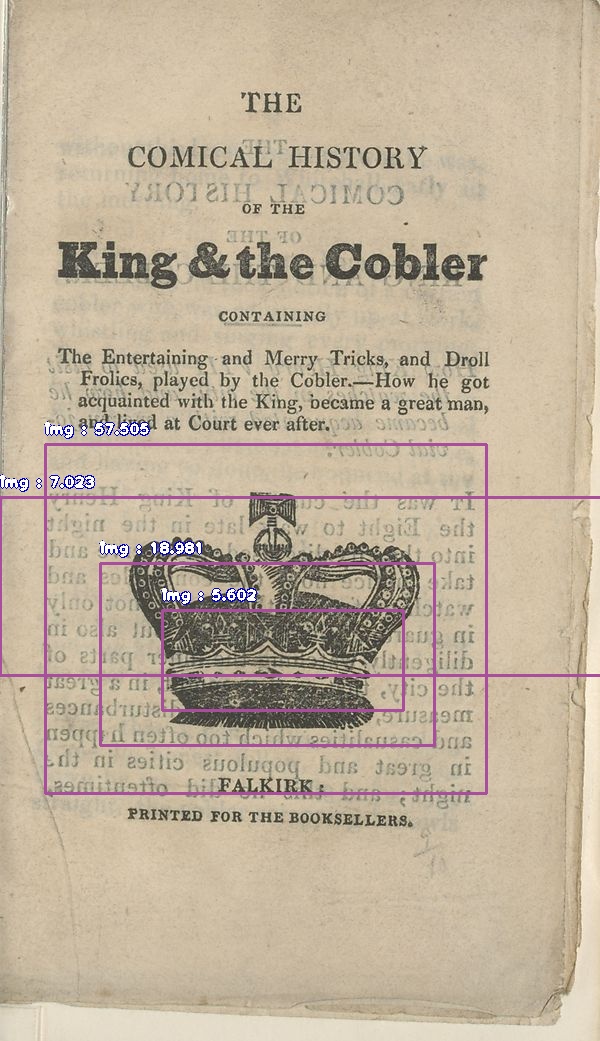 THE
COMICAL HISTORY
OF THE
King & the Cobler
CONTAINING
The Entertaining and Merry Tricks, and Droll
Frolics, played by the Cobler.—How he got
acquainted with the King, became a great man,
and lived at Court ever after.
img : 57.505
img : 7.023
img : 18.981
img : 5.602
FALKIRK:
PRINTED FOR THE BOOKSELLERS.